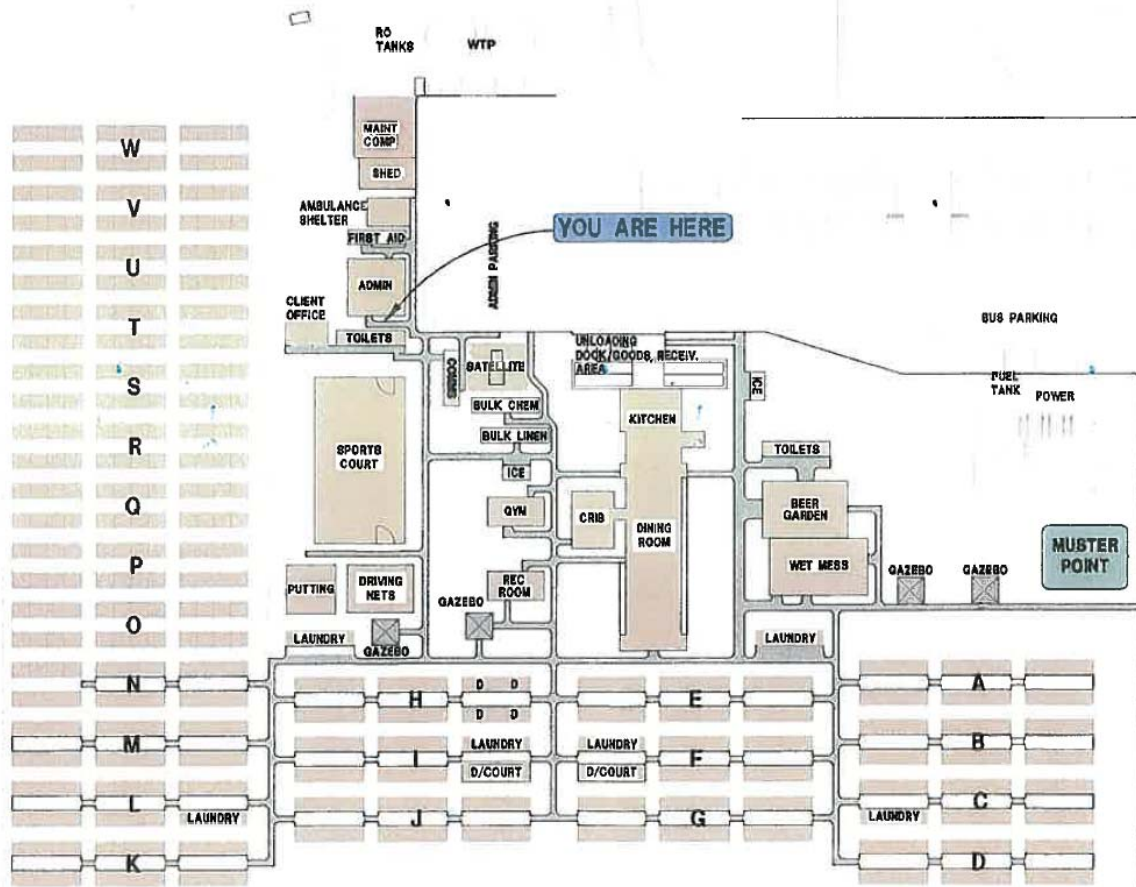 RO
TANKS
WTP
MAINT
COMP
SHED
AMBULANCE
SHELTER
FIRST AID
YOU ARE HERE
ADMIN PARKING
ADMIN
CLIENT
OFFICE
TOILETS
COMMS
SATELLITE
BULK CHEM
BULK LINEN
ICE
GYM
CRIB
UNLOADING
DOCK/GOODS RECEIV.
AREA
KITCHEN
DINING
ROOM
ICE
TOILETS
BEER
GARDEN
WET MESS
BUS PARKING
FUEL
TANK
POWER
MUSTER
POINT
GAZEBO
GAZEBO
SPORTS
COURT
PUTTING
DRIVING
NETS
REC
ROOM
GAZEBO
GAZEBO
LAUNDRY
LAUNDRY
W
V
U
T
S
R
Q
P
O
N
M
L
LAUNDRY
K
H
D D
D D
I
LAUNDRY
D/COURT
J
E
LAUNDRY
D/COURT
F
G
A
B
C
LAUNDRY
D